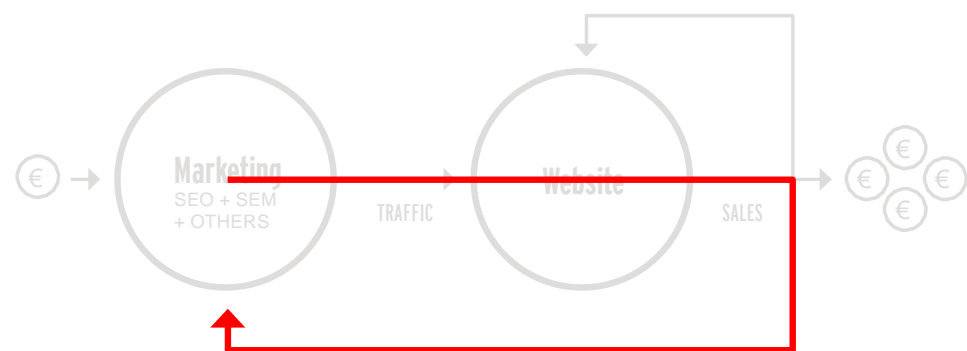 €
Marketing
SEO + SEM
+ OTHERS
TRAFFIC
Website
SALES
€
€
€
€